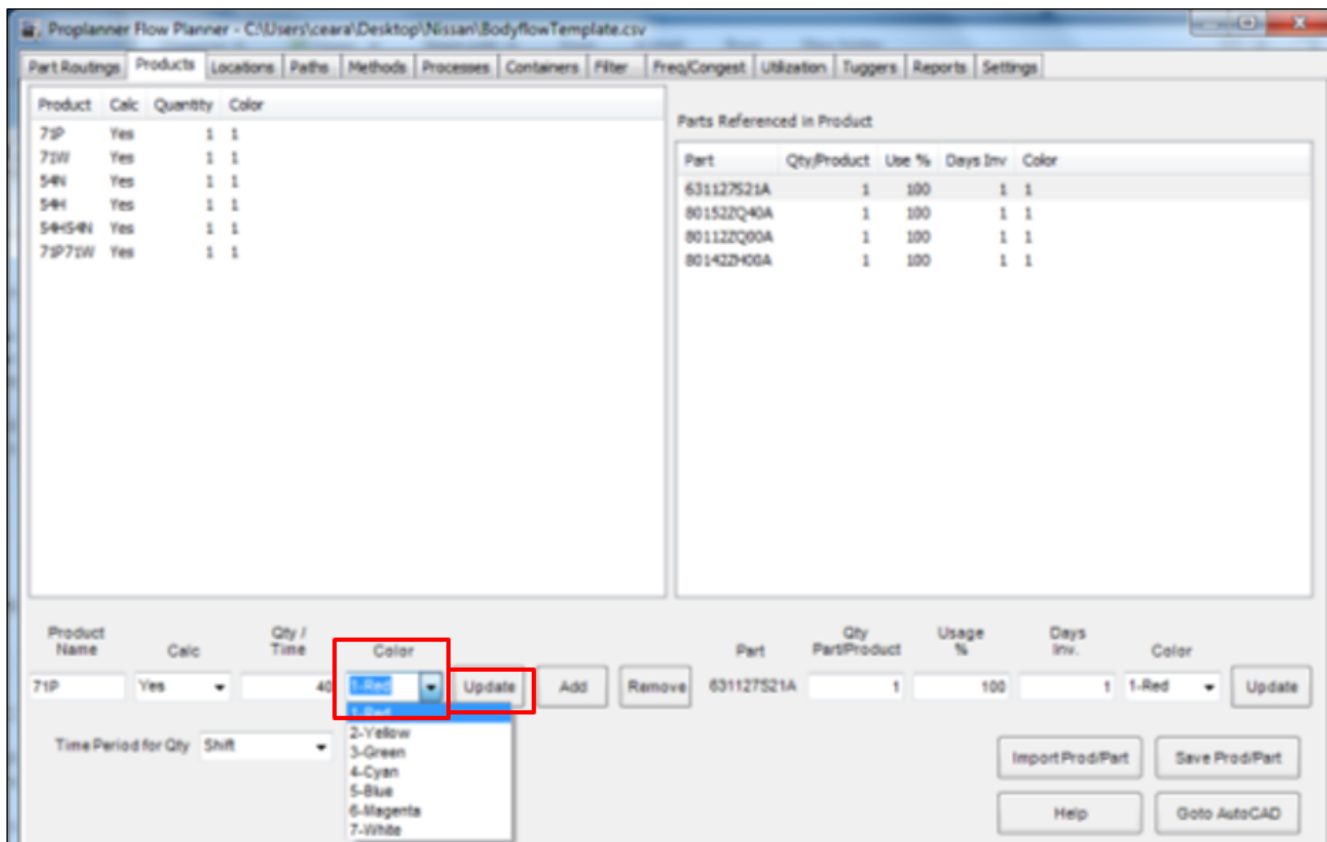 Proplanner Flow Planner - C:\Users\ceara\Desktop\Nissan\BodyflowTemplate.csv
Part Routings Products Locations Paths Methods Processes Containers Filter Freq/Congest Utilization Tuggers Reports Settings
Product Calc Quantity Color
71P Yes 1 1
71W Yes 1 1
54N Yes 1 1
54H Yes 1 1
54H54N Yes 1 1
71P71W Yes 1 1
Parts Referenced in Product
Part Qty/Product Use % Days Inv Color
631127S21A 1 100 1 1
80152ZQ40A 1 100 1 1
80112ZQ00A 1 100 1 1
80142ZH00A 1 100 1 1
Product Name Calc Qty / Time Color
71P Yes 40 1-Red Update Add Remove
1-Red
2-Yellow
3-Green
4-Cyan
5-Blue
6-Magenta
7-White
Time Period for Qty Shift
Part Qty Part/Product Usage % Days Inv. Color
631127S21A 1 100 1 1-Red Update
Import Prod/Part Save Prod/Part
Help Goto AutoCAD